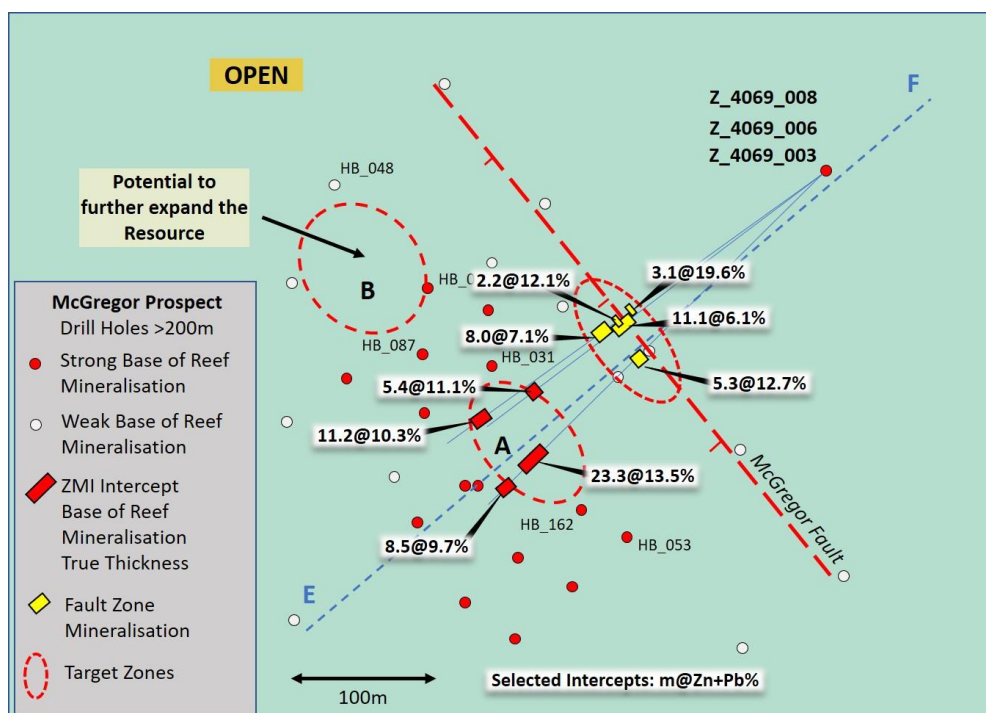 OPEN
F
Z_4069_008
Z_4069_006
Z_4069_003
HB_048
Potential to
further expand the
Resource
B
2.2@12.1%
3.1@19.6%
8.0@7.1%
11.1@6.1%
HB_087
HB_031
5.4@11.1%
5.3@12.7%
11.2@10.3%
A
23.3@13.5%
HB_162
HB_053
8.5@9.7%
McGregor Fault
E
McGregor Prospect
Drill Holes >200m
Strong Base of Reef
Mineralisation
Weak Base of Reef
Mineralisation
ZMI Intercept
Base of Reef
Mineralisation
True Thickness
Fault Zone
Mineralisation
Target Zones
100m
Selected Intercepts: m@Zn+Pb%